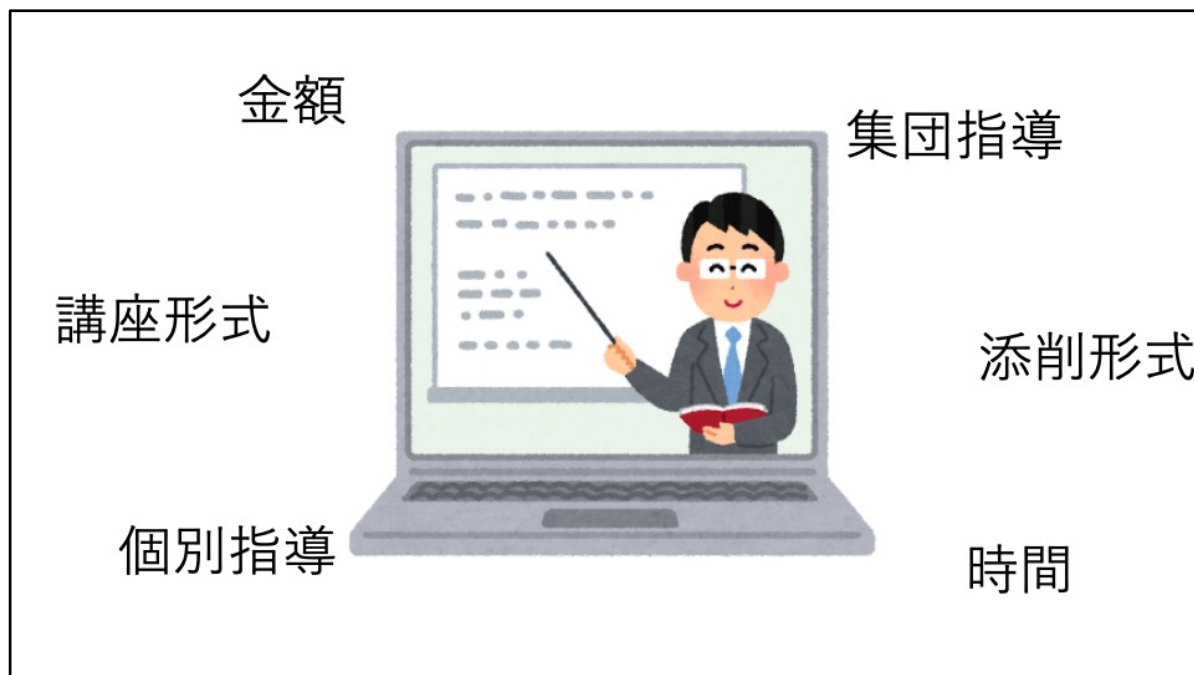 金額
集団指導
講座形式
添削形式
個別指導
時間